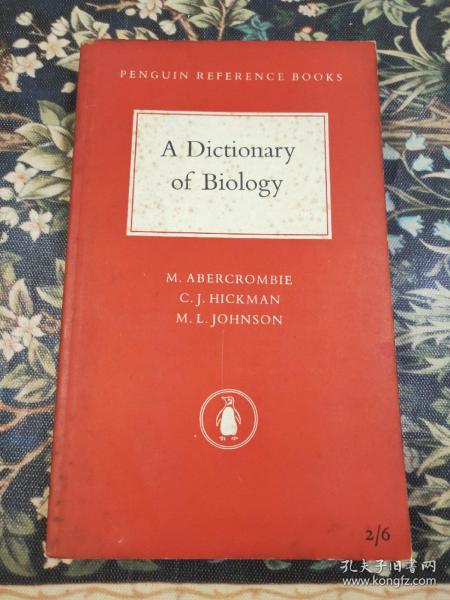 PENGUIN REFERENCE BOOKS
A Dictionary
of Biology
M. ABERCROMBIE
C. J. HICKMAN
M. L. JOHNSON
2/6
孔夫子旧书网
www.kongfz.com